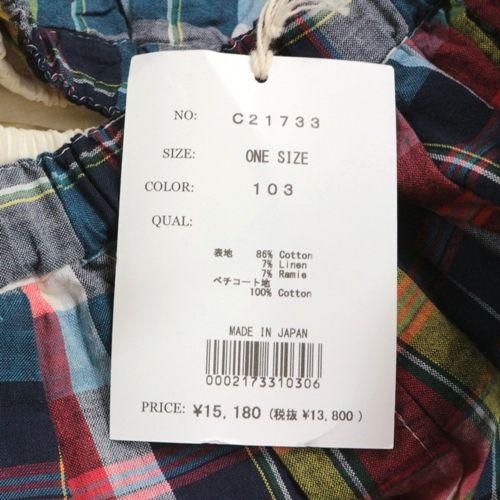 NO: C21733
SIZE: ONE SIZE
COLOR: 103
QUAL:
表地 86% Cotton
7% Linen
7% Ramie
ペチコート地
100% Cotton
MADE IN JAPAN
0002173310306
PRICE: ¥15,180 (税抜 ¥13,800)